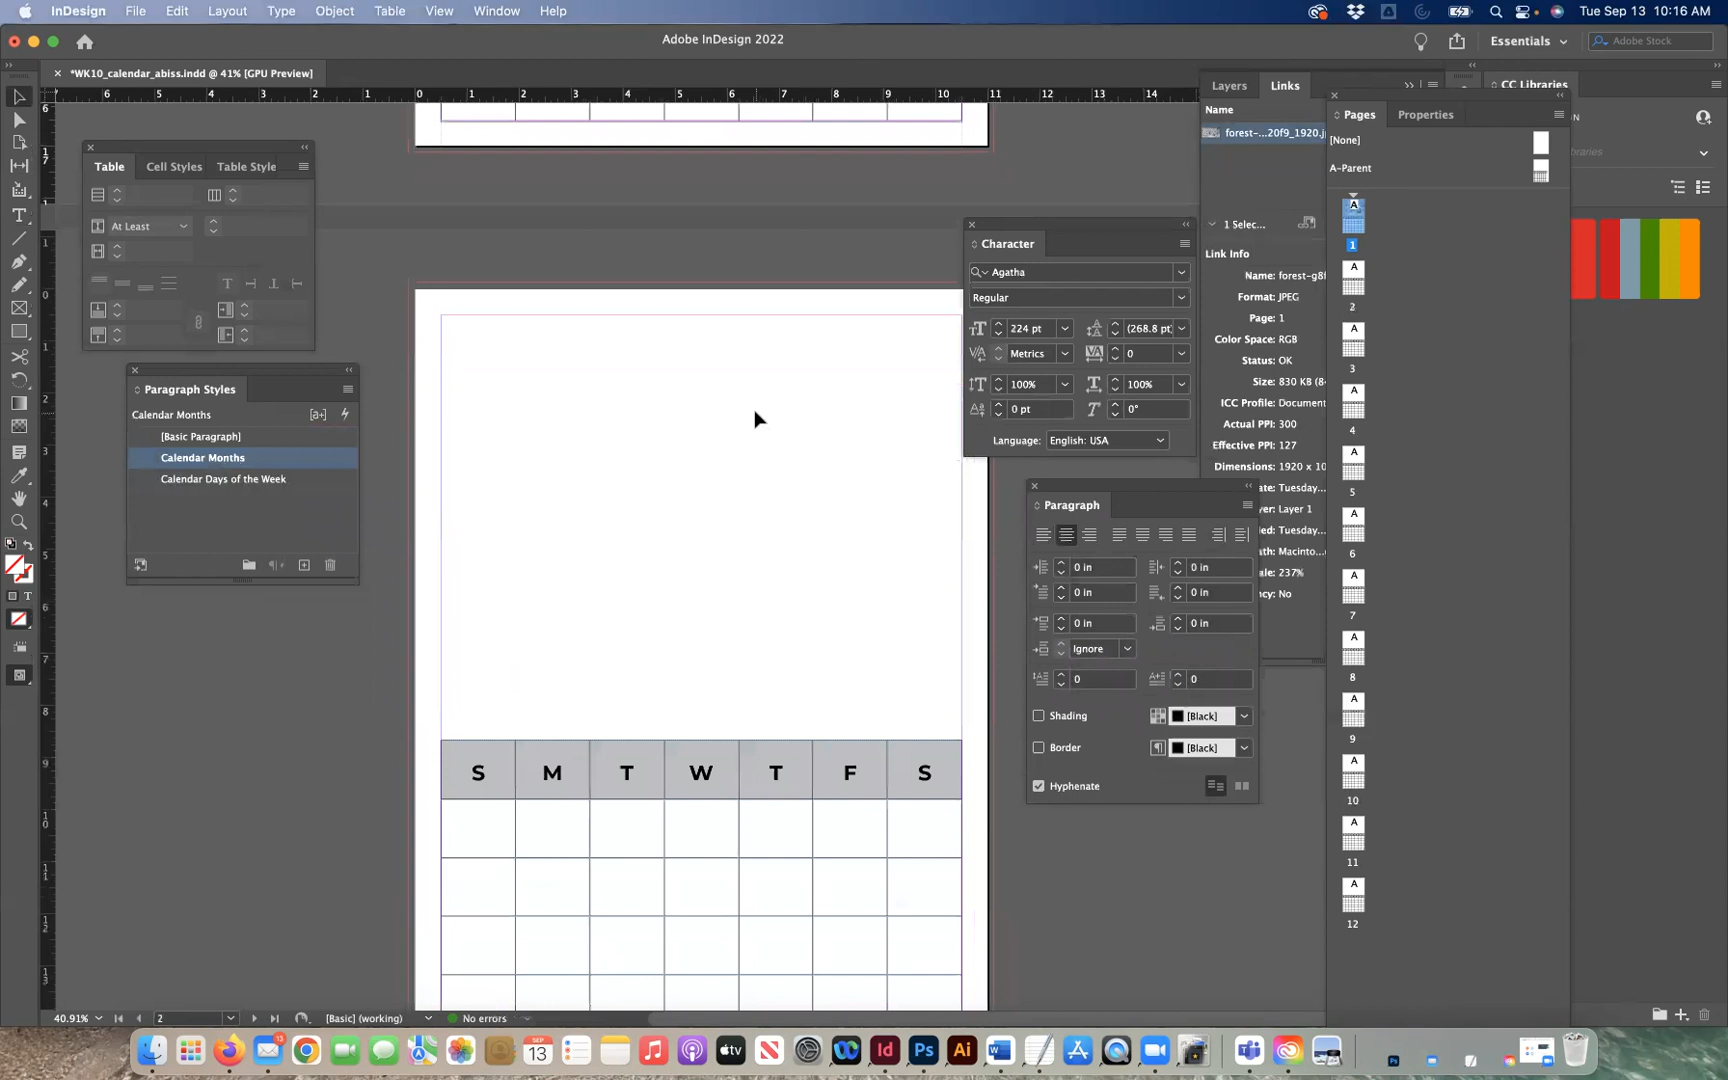 InDesign File Edit Layout Object Type Table View Window Help Tue Sep 13 10:16 AM
Adobe InDesign 2022 Essentials Adobe Stock
*WK10_calendar_abiss.indd @ 41% [GPU Preview]
Layers Links CC Libraries
Name
forest-...20f9_1920.j
1 Selec...
Link Info
Name: forest-g8f
Format: JPEG
Page: 1
Color Space: RGB
Status: OK
Size: 830 KB (84
ICC Profile: Document
Actual PPI: 300
Effective PPI: 127
Dimensions: 1920 x 10
ate: Tuesday...
yer: Layer 1
led: Tuesday...
ath: Macinto...
ale: 237%
ncy: No
Pages Properties
[None]
A-Parent
A
1
A
2
A
3
A
4
A
5
A
6
A
7
A
8
A
9
A
10
A
11
A
12
ibraries
Table Cell Styles Table Style
At Least
Paragraph Styles
Calendar Months [a+]
[Basic Paragraph]
Calendar Months
Calendar Days of the Week
Character
Agatha
Regular
224 pt (268.8 pt)
Metrics 0
100% 100%
0 pt 0°
Language: English: USA
Paragraph
0 in 0 in
0 in 0 in
0 in 0 in
Ignore
0 0
Shading [Black]
Border [Black]
Hyphenate
S M T W T F S
40.91% 2 [Basic] (working) No errors